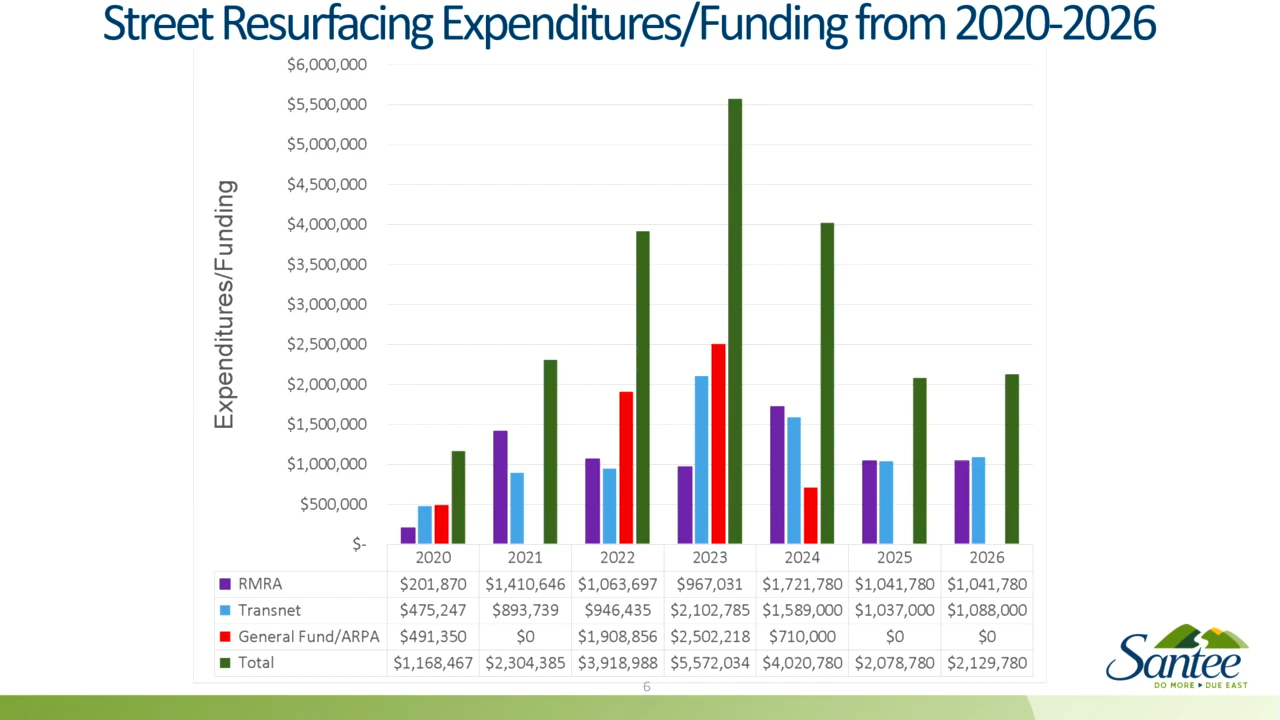 Street Resurfacing Expenditures/Funding from 2020-2026
Expenditures/Funding
$6,000,000
$5,500,000
$5,000,000
$4,500,000
$4,000,000
$3,500,000
$3,000,000
$2,500,000
$2,000,000
$1,500,000
$1,000,000
$500,000
$-
2020 2021 2022 2023 2024 2025 2026
RMRA $201,870 $1,410,646 $1,063,697 $967,031 $1,721,780 $1,041,780 $1,041,780
Transnet $475,247 $893,739 $946,435 $2,102,785 $1,589,000 $1,037,000 $1,088,000
General Fund/ARPA $491,350 $0 $1,908,856 $2,502,218 $710,000 $0 $0
Total $1,168,467 $2,304,385 $3,918,988 $5,572,034 $4,020,780 $2,078,780 $2,129,780
6
Santee
DO MORE ▸ DUE EAST